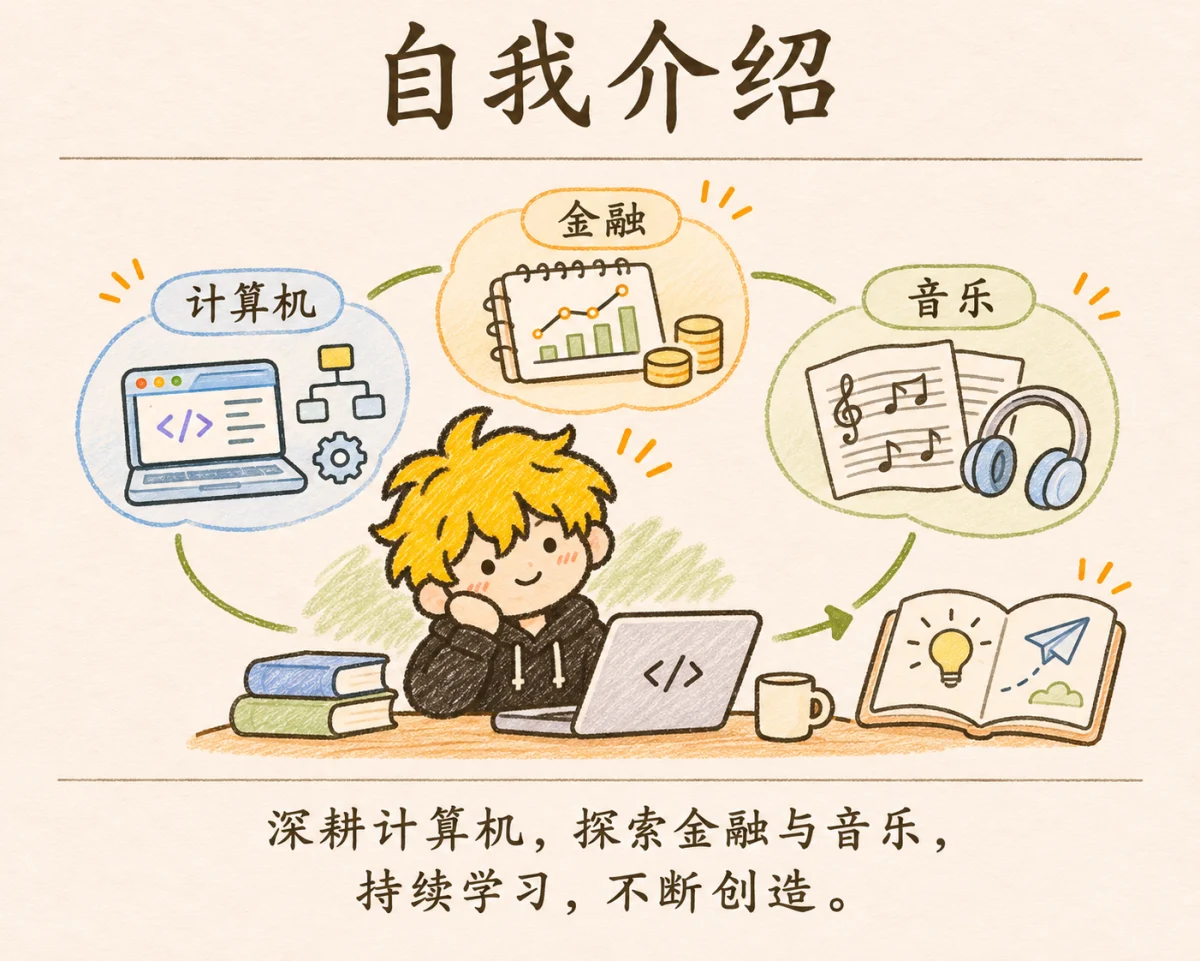 自我介绍
金融
计算机
音乐
</>
</>
深耕计算机，探索金融与音乐，
持续学习，不断创造。